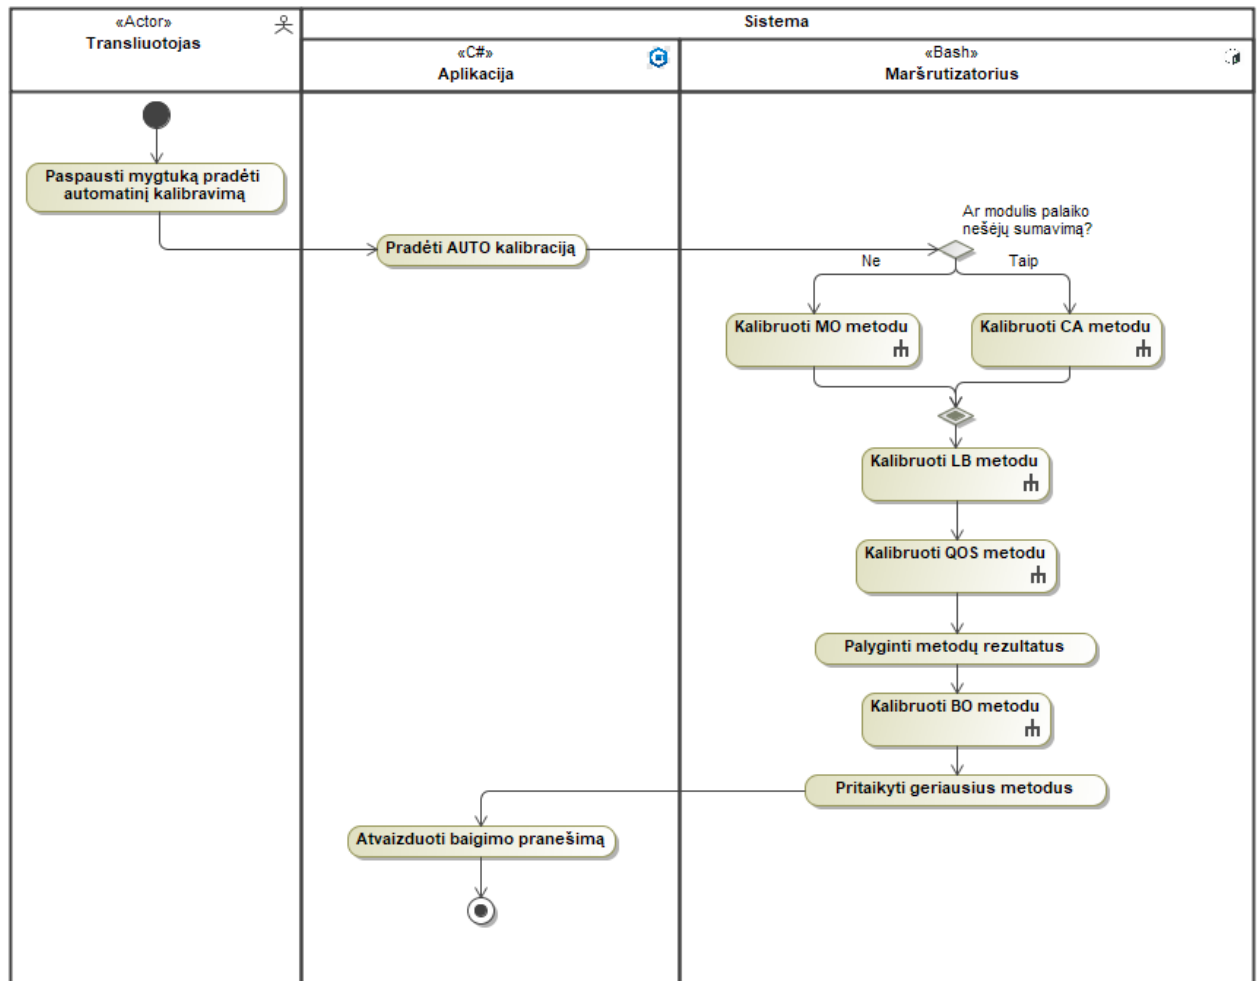 «Actor»
Transliuotojas
Sistema
«C#»
Aplikacija
«Bash»
Maršrutizatorius
Paspausti mygtuką pradėti
automatinį kalibravimą
Pradėti AUTO kalibraciją
Ar modulis palaiko
nešėjų sumavimą?
Ne
Taip
Kalibruoti MO metodu
Kalibruoti CA metodu
Kalibruoti LB metodu
Kalibruoti QOS metodu
Palyginti metodų rezultatus
Kalibruoti BO metodu
Pritaikyti geriausius metodus
Atvaizduoti baigimo pranešimą